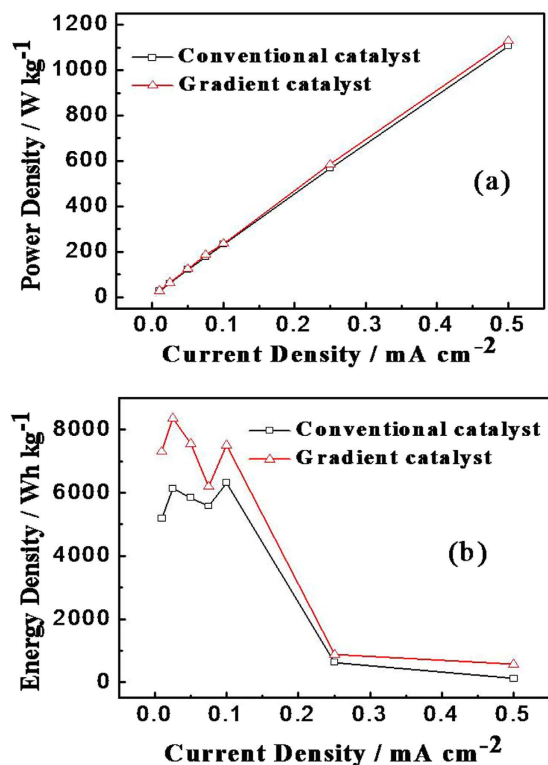 1200
1000
800
600
400
200
0
Power Density / W kg-1
Conventional catalyst
Gradient catalyst
(a)
0.0 0.1 0.2 0.3 0.4 0.5
Current Density / mA cm-2
8000
6000
4000
2000
0
Energy Density / Wh kg-1
Conventional catalyst
Gradient catalyst
(b)
0.0 0.1 0.2 0.3 0.4 0.5
Current Density / mA cm-2